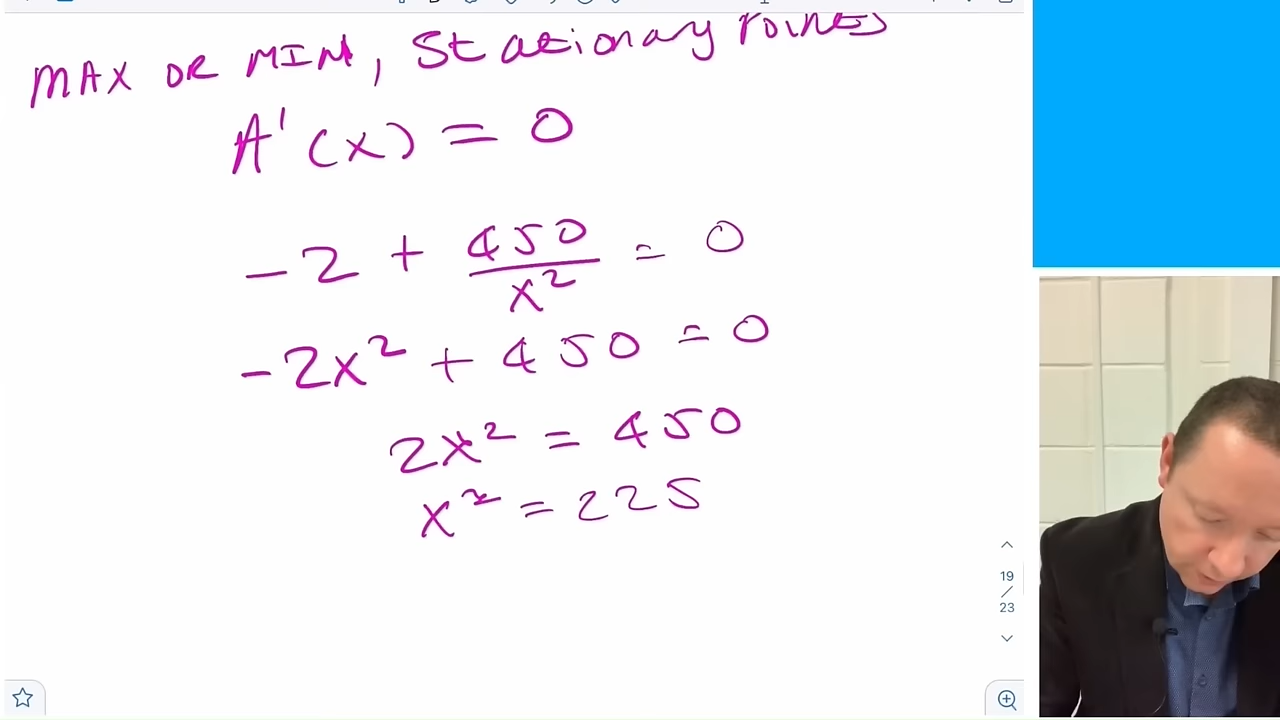 MAX OR MIN, Stationary Points
A'(x) = 0
-2 + 450/x² = 0
-2x² + 450 = 0
2x² = 450
x² = 225
19
/
23